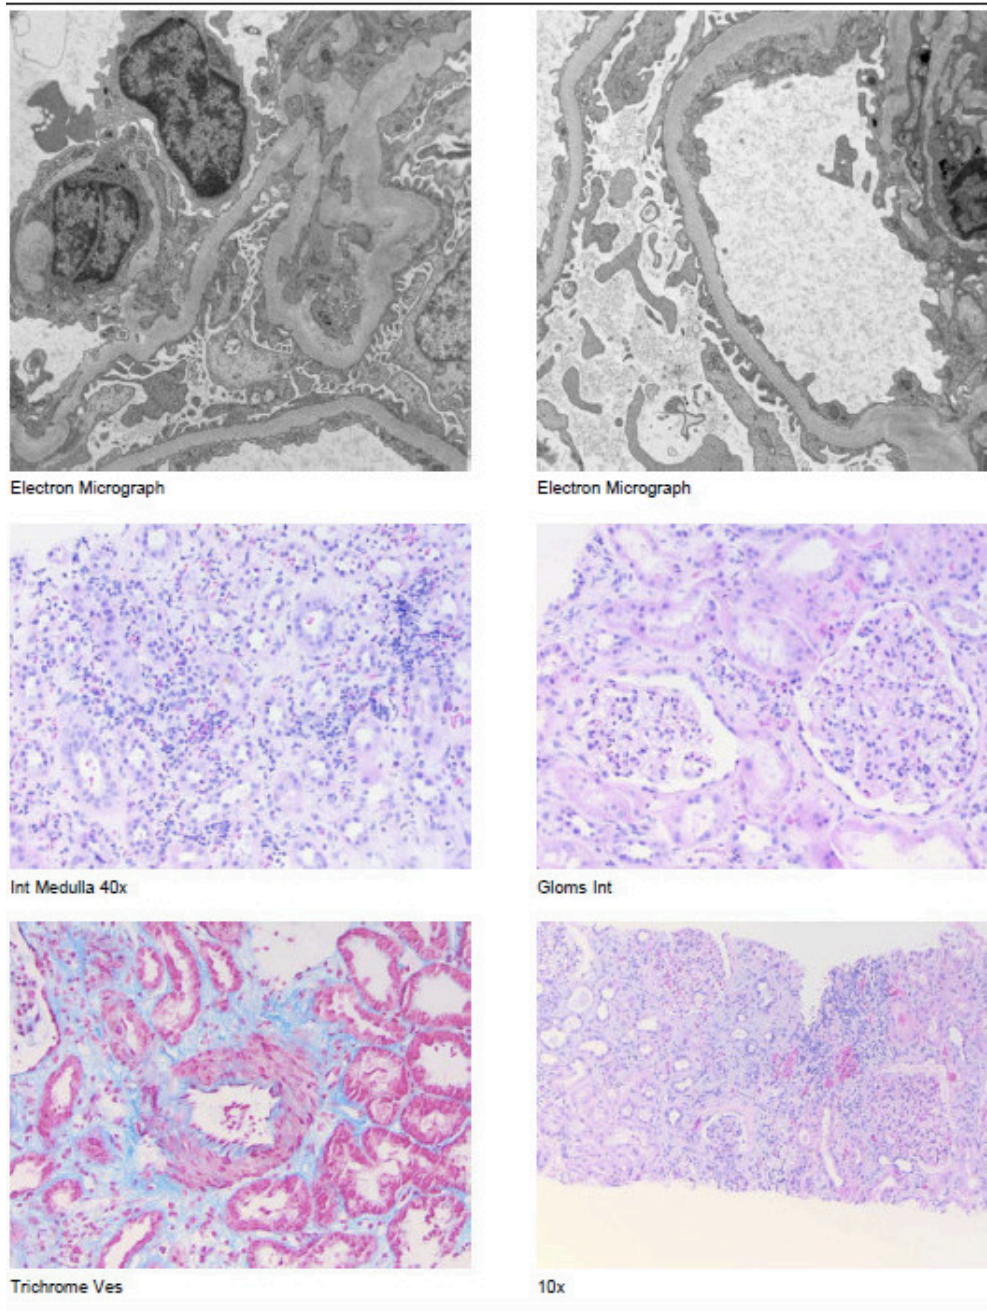 Electron Micrograph
Electron Micrograph
Int Medulla 40x
Gloms Int
Trichrome Ves
10x